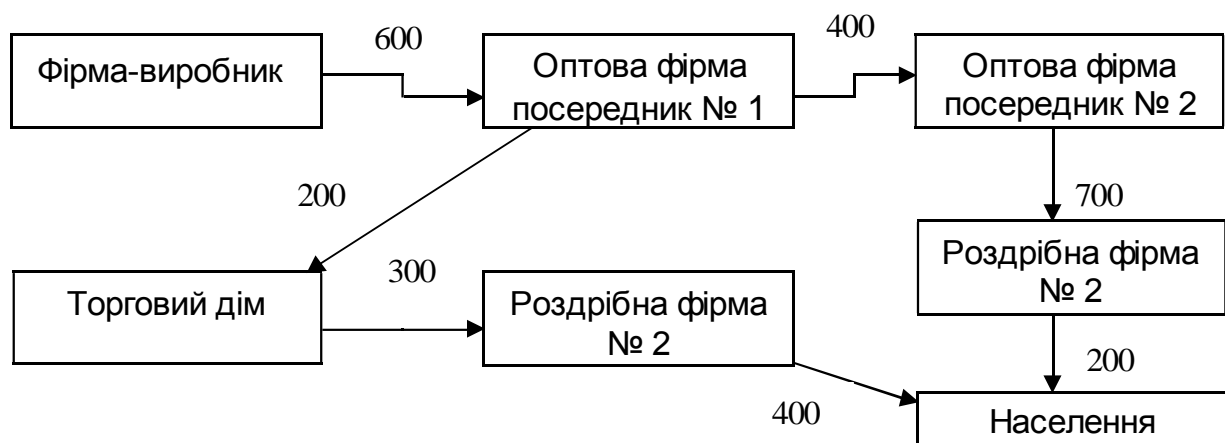 600
400
Фірма-виробник
Оптова фірма
посередник № 1
Оптова фірма
посередник № 2
200
700
300
Торговий дім
Роздрібна фірма
№ 2
Роздрібна фірма
№ 2
200
400
Населення